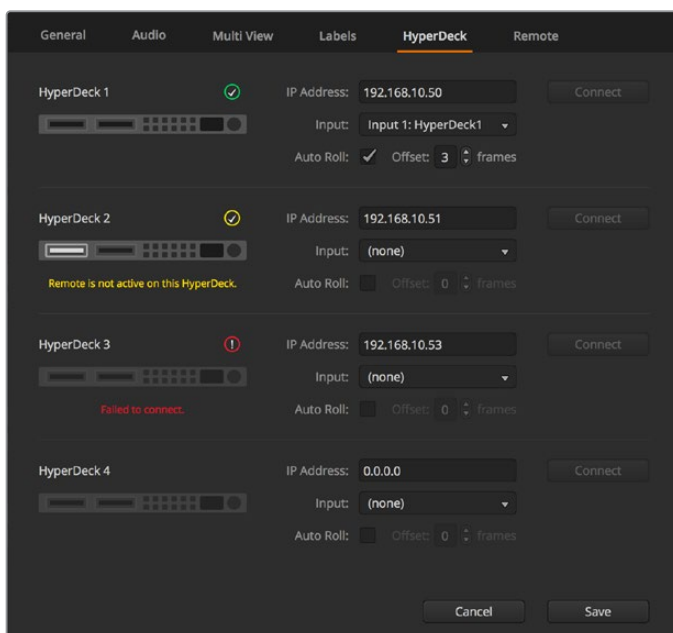 General Audio Multi View Labels HyperDeck Remote
HyperDeck 1 IP Address: 192.168.10.50 Connect
Input: Input 1: HyperDeck1
Auto Roll: Offset: 3 frames
HyperDeck 2 IP Address: 192.168.10.51 Connect
Input: (none)
Remote is not active on this HyperDeck. Auto Roll: Offset: 0 frames
HyperDeck 3 IP Address: 192.168.10.53 Connect
Input: (none)
Failed to connect. Auto Roll: Offset: 0 frames
HyperDeck 4 IP Address: 0.0.0.0 Connect
Input: (none)
Auto Roll: Offset: 0 frames
Cancel Save